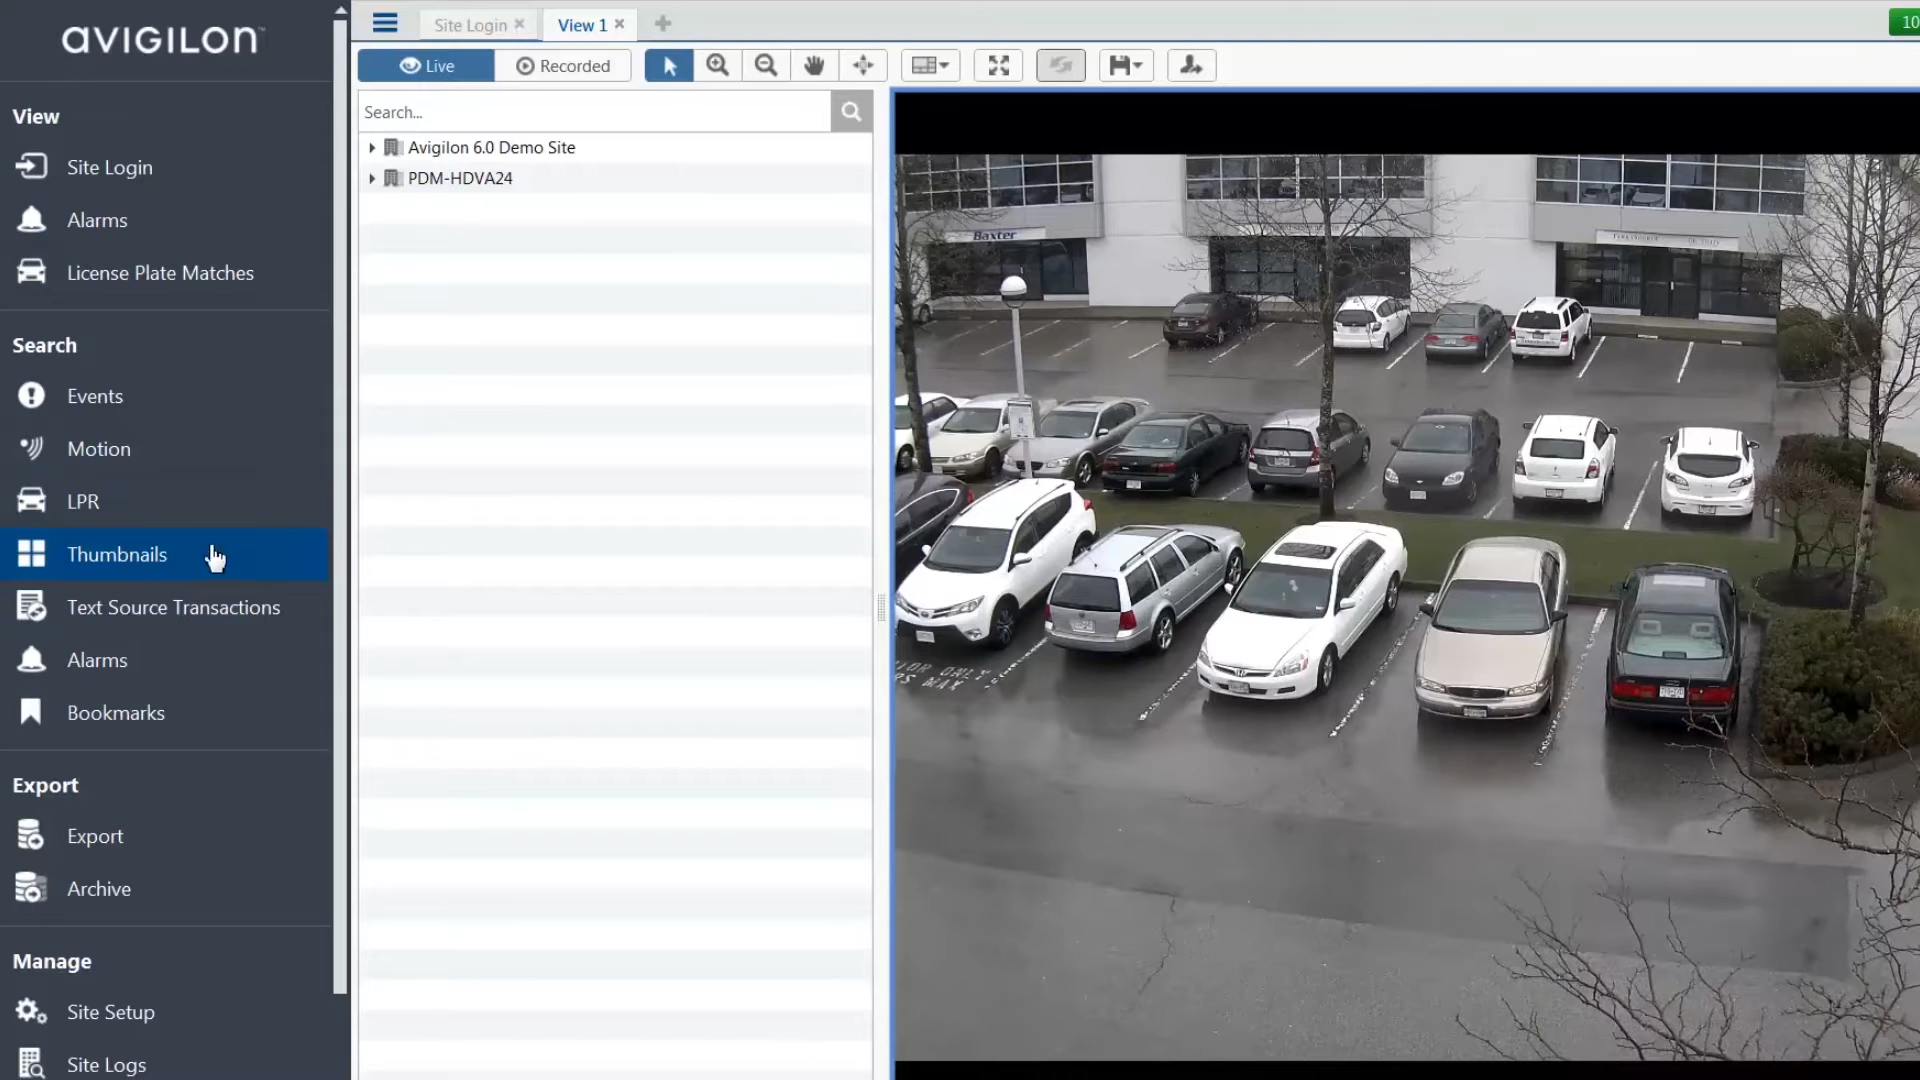 avigilon
View
Site Login
Alarms
License Plate Matches
Search
Events
Motion
LPR
Thumbnails
Text Source Transactions
Alarms
Bookmarks
Export
Export
Archive
Manage
Site Setup
Site Logs
Site Login
View 1
10
Live
Recorded
Search...
Avigilon 6.0 Demo Site
PDM-HDVA24
Baxter